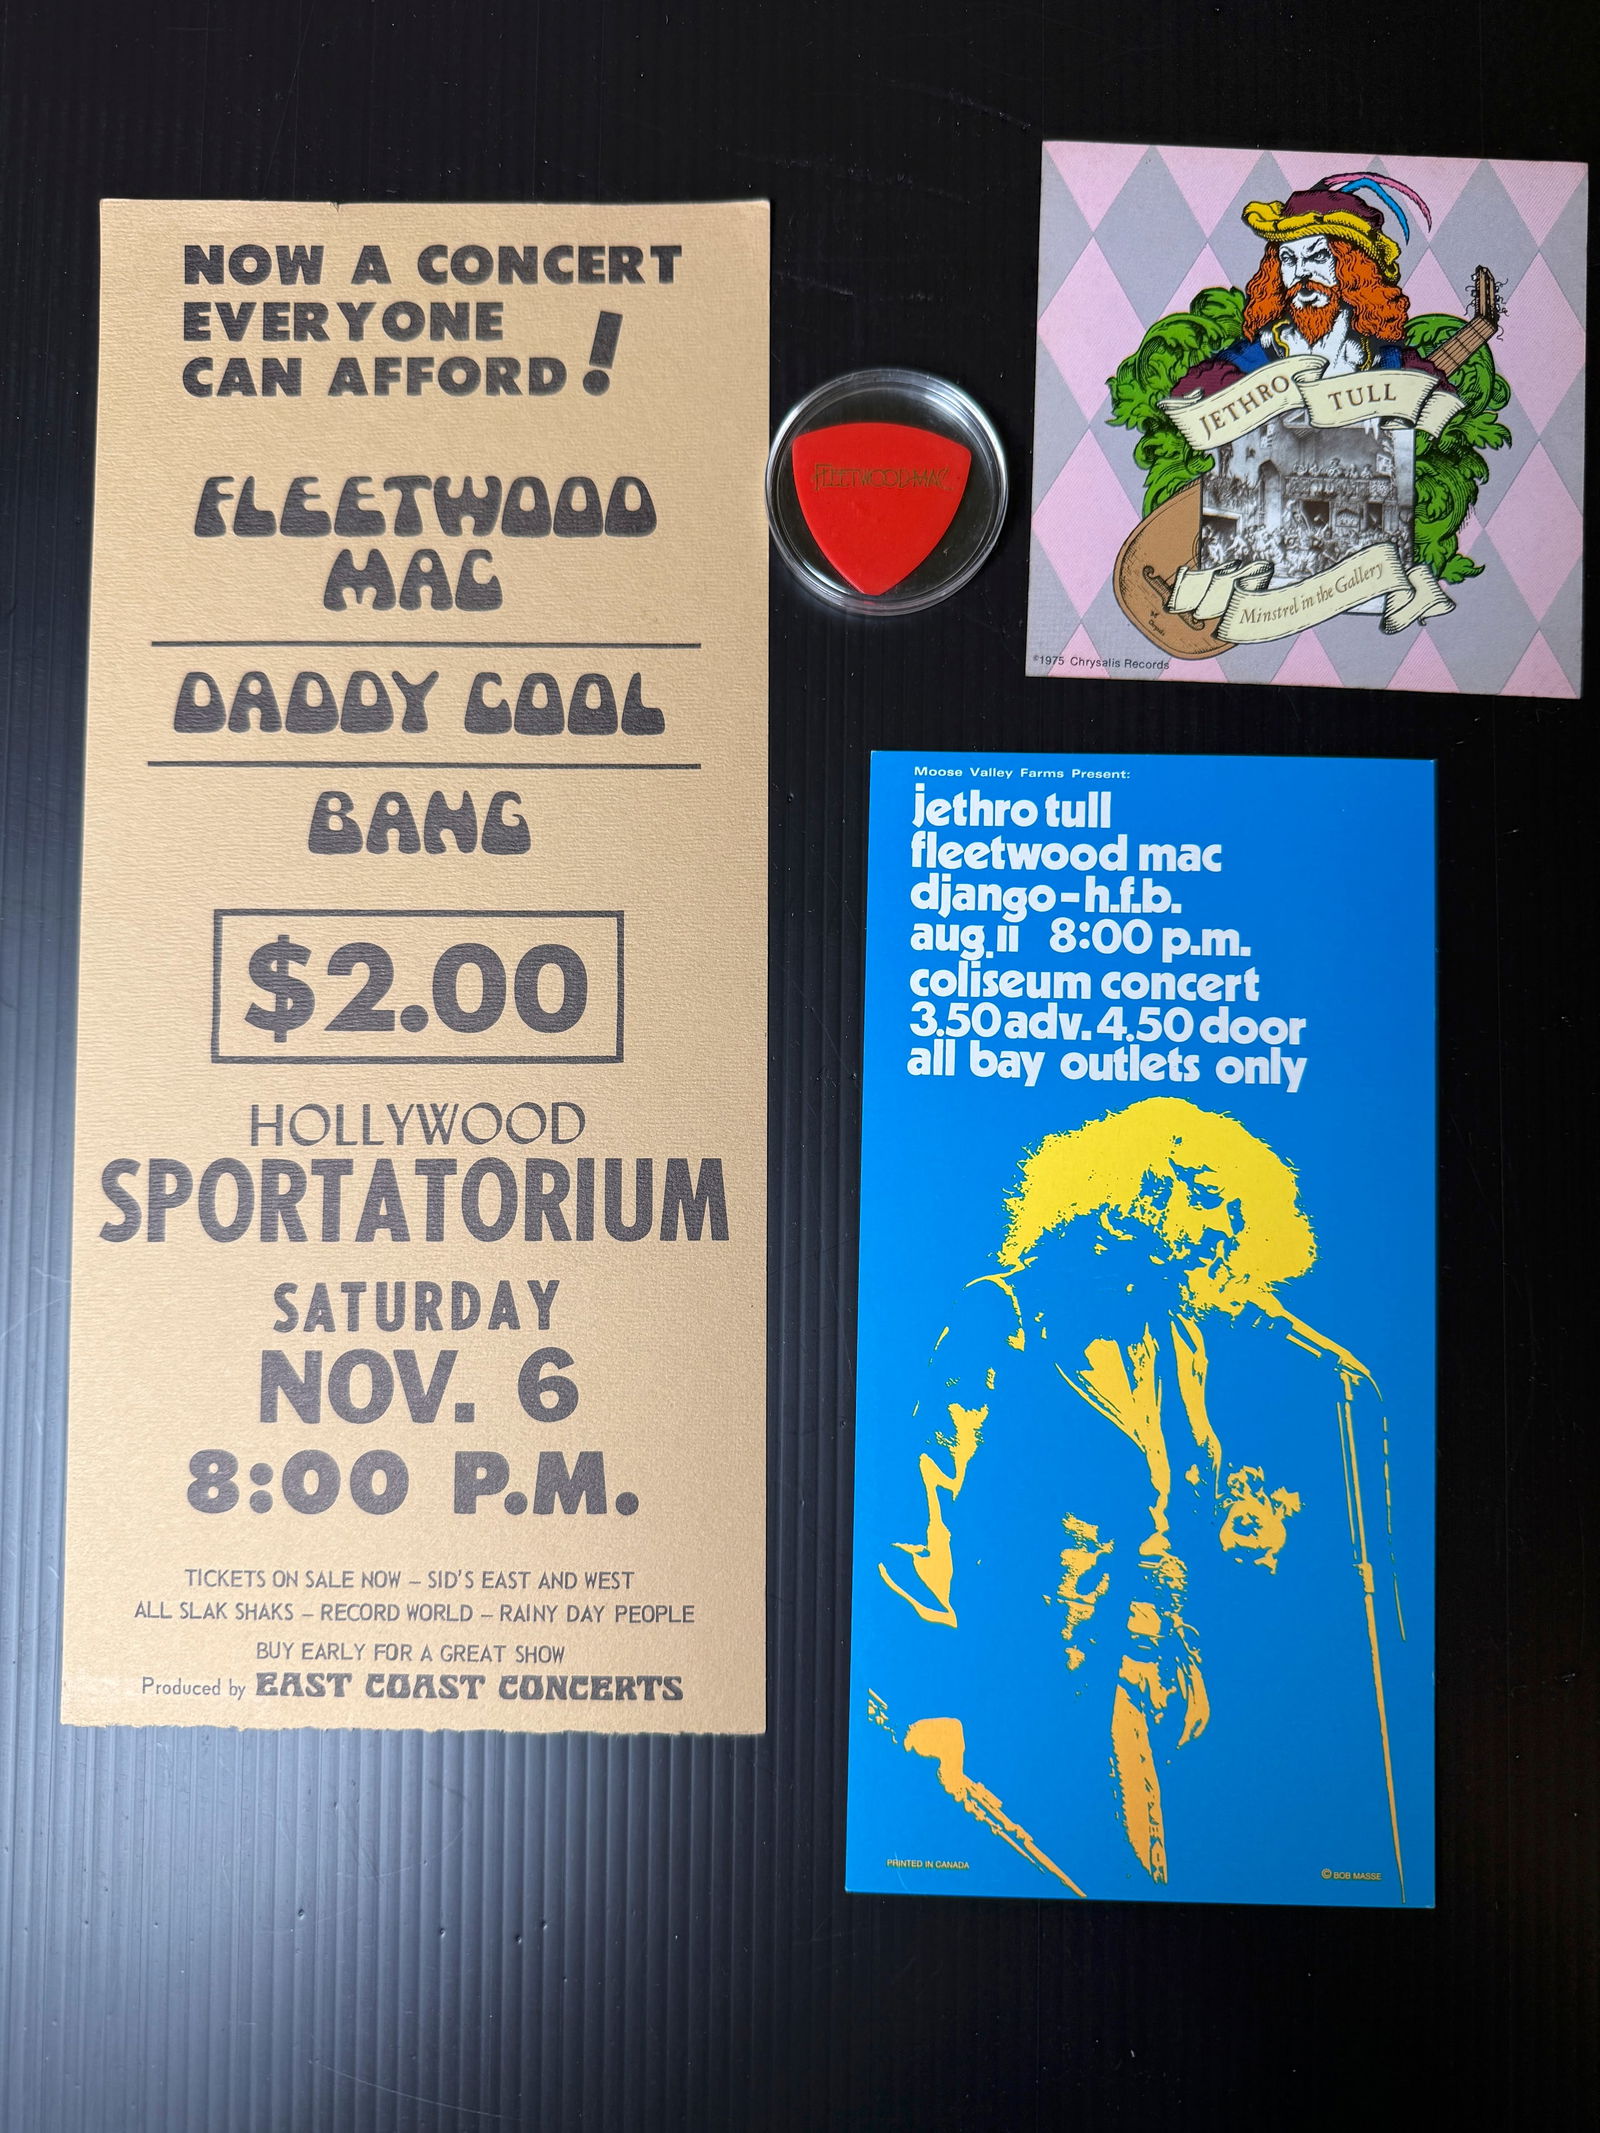 NOW A CONCERT
EVERYONE
CAN AFFORD!
FLEETWOOD
MAC
DADDY COOL
BANG
$2.00
HOLLYWOOD
SPORTATORIUM
SATURDAY
NOV. 6
8:00 P.M.
TICKETS ON SALE NOW – SID'S EAST AND WEST
ALL SLAK SHAKS – RECORD WORLD – RAINY DAY PEOPLE
BUY EARLY FOR A GREAT SHOW
Produced by EAST COAST CONCERTS
FLEETWOOD MAC
JETHRO TULL
Minstrel in the Gallery
©1975 Chrysalis Records
Moose Valley Farms Present:
jethro tull
fleetwood mac
django-h.f.b.
aug. 11 8:00 p.m.
coliseum concert
3.50 adv. 4.50 door
all bay outlets only
PRINTED IN CANADA
© BOB MASSE